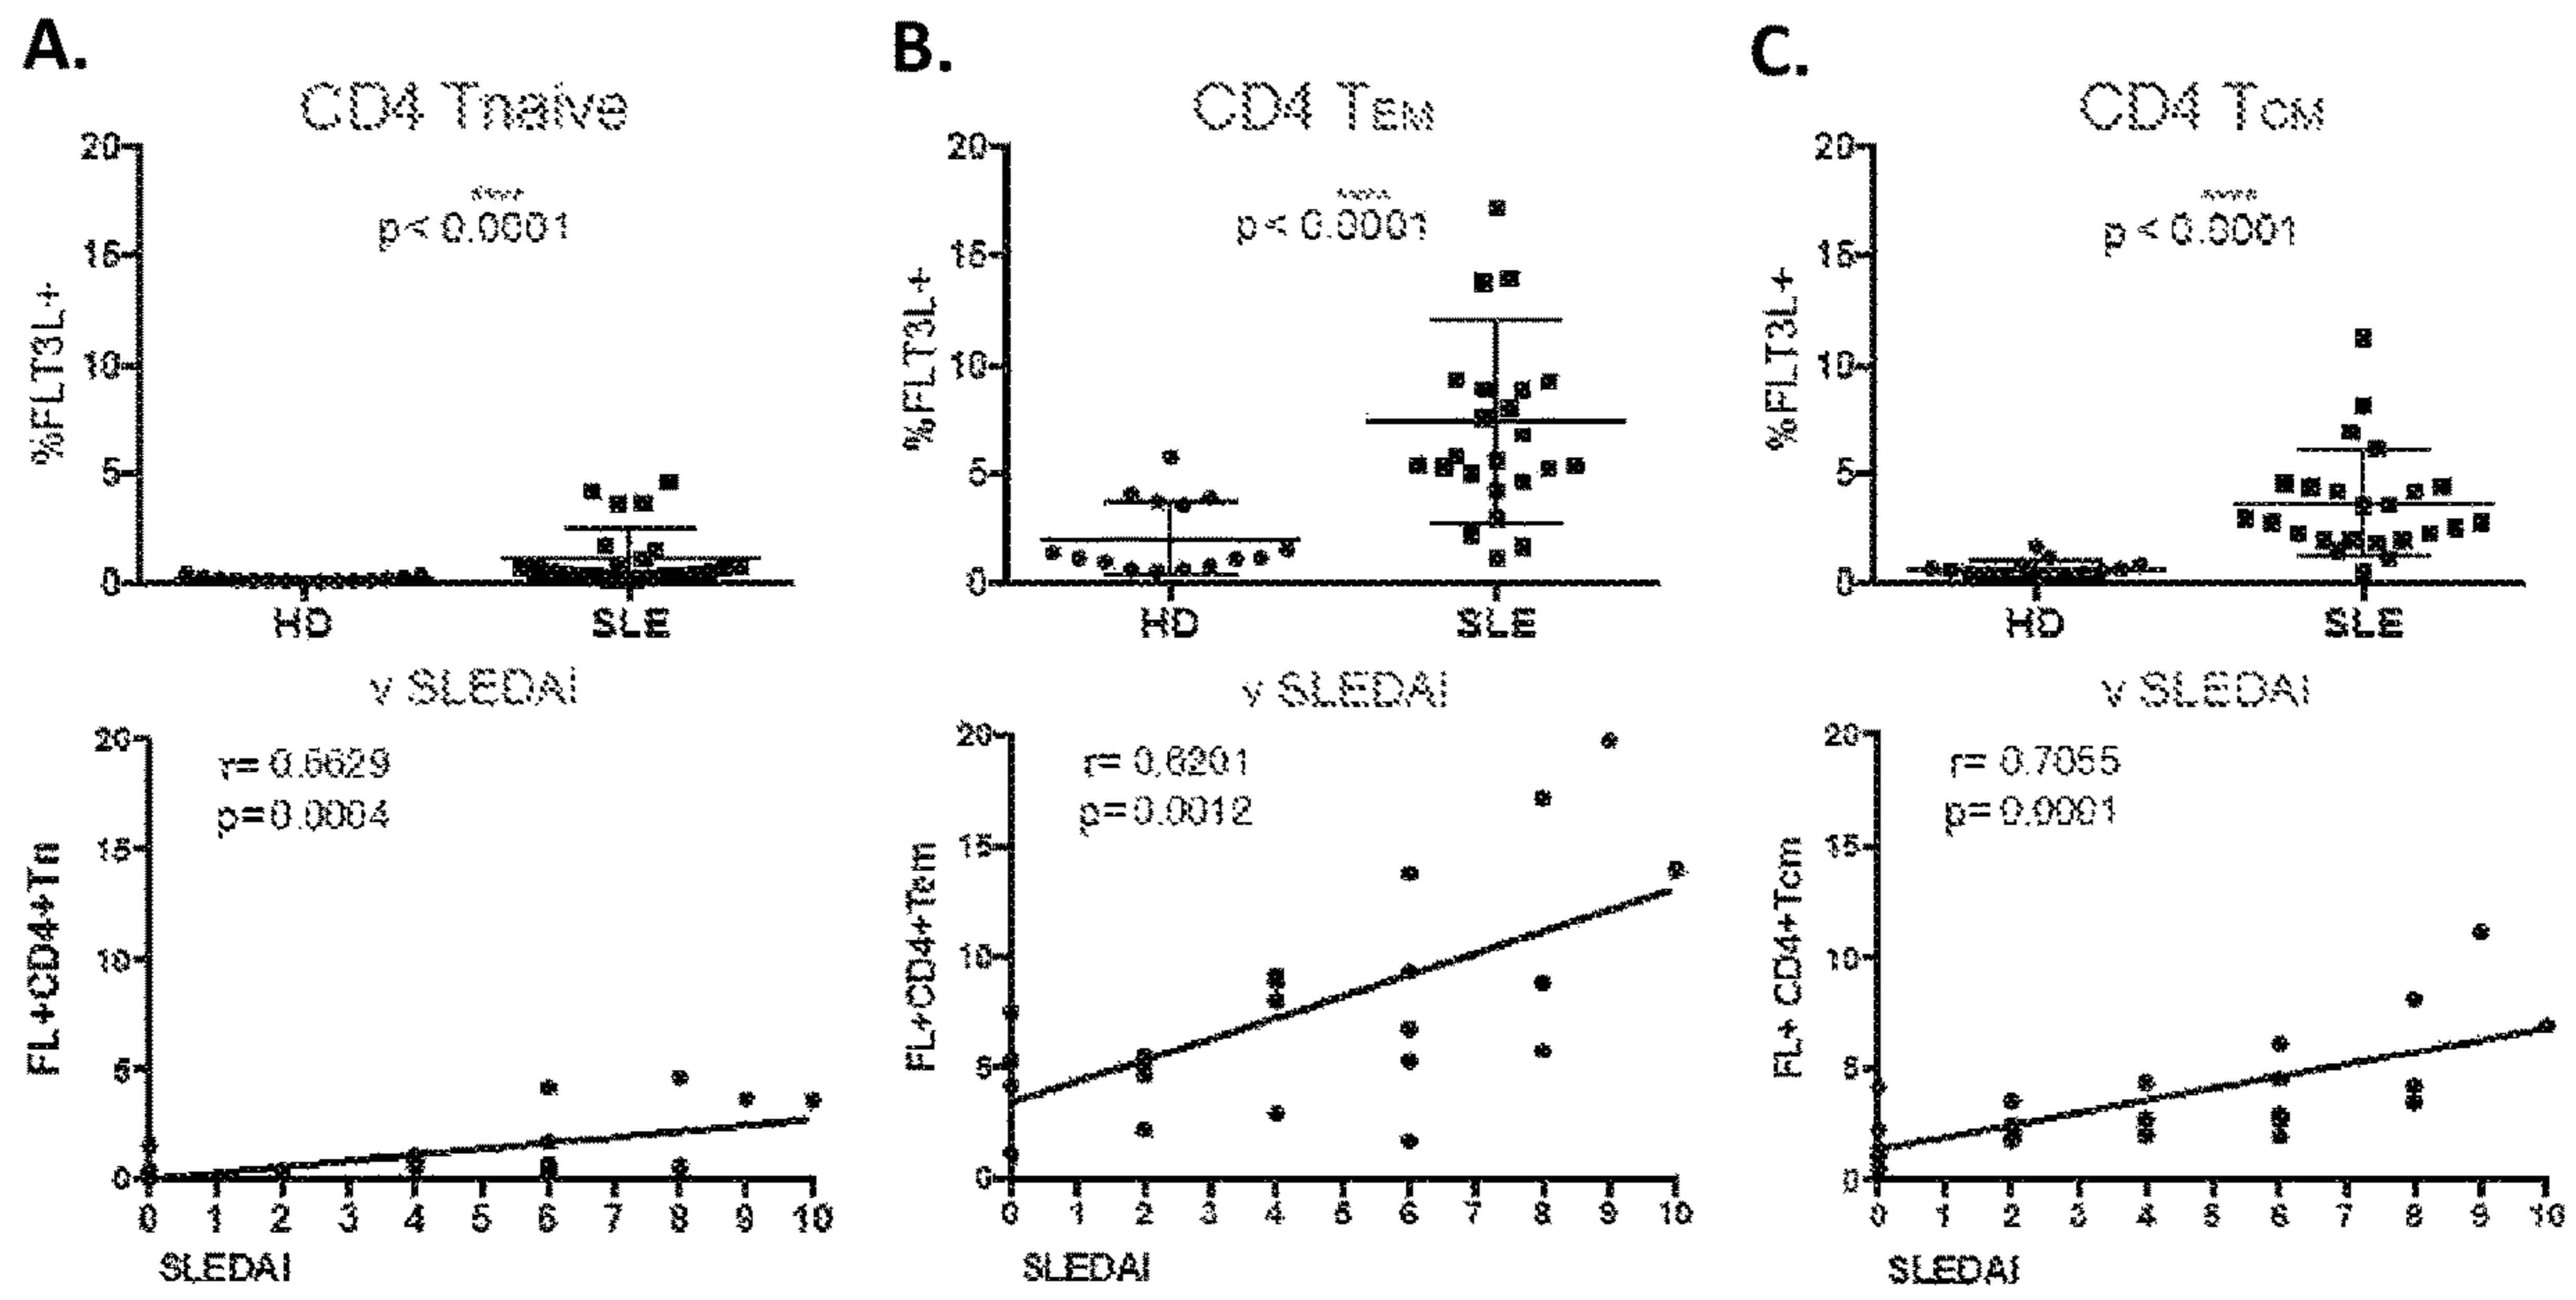 A.
CD4 Tnaive
20
15
10
5
0
%FLT3L+
****
p< 0.0001
HD
SLE
B.
CD4 TEM
20
15
10
5
0
%FLT3L+
****
p< 0.0001
HD
SLE
C.
CD4 TCM
20
15
10
5
0
%FLT3L+
****
p < 0.0001
HD
SLE
v SLEDAI
20
15
10
5
0
FL+CD4+Tn
p=0.0004
0 1 2 3 4 5 6 7 8 9 10
SLEDAI
v SLEDAI
20
15
10
5
0
FL+CD4+Tem
r= 0.6201
p=0.0012
0 1 2 3 4 5 6 7 8 9 10
SLEDAI
v SLEDAI
20
15
10
5
0
FL+ CD4+Tcm
r= 0.7055
p= 0.0001
0 1 2 3 4 5 6 7 8 9 10
SLEDAI